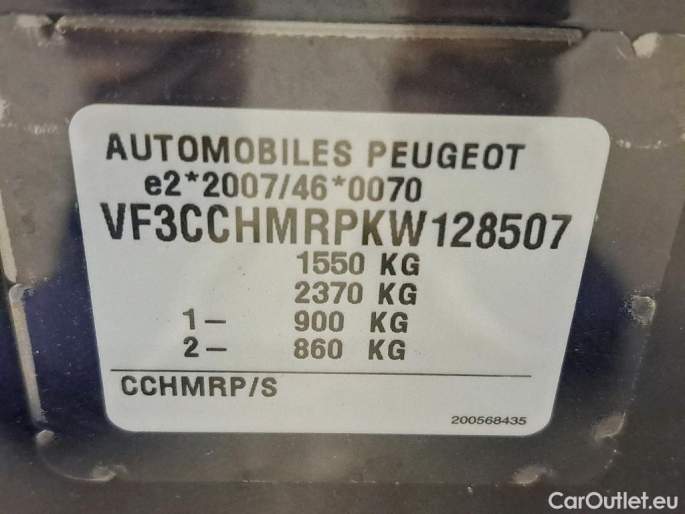 AUTOMOBILES PEUGEOT
e2*2007/46*0070
VF3CCHMRPKW128507
1550 KG
2370 KG
1- 900 KG
2- 860 KG
CCHMRP/S
200568435
CarOutlet.eu